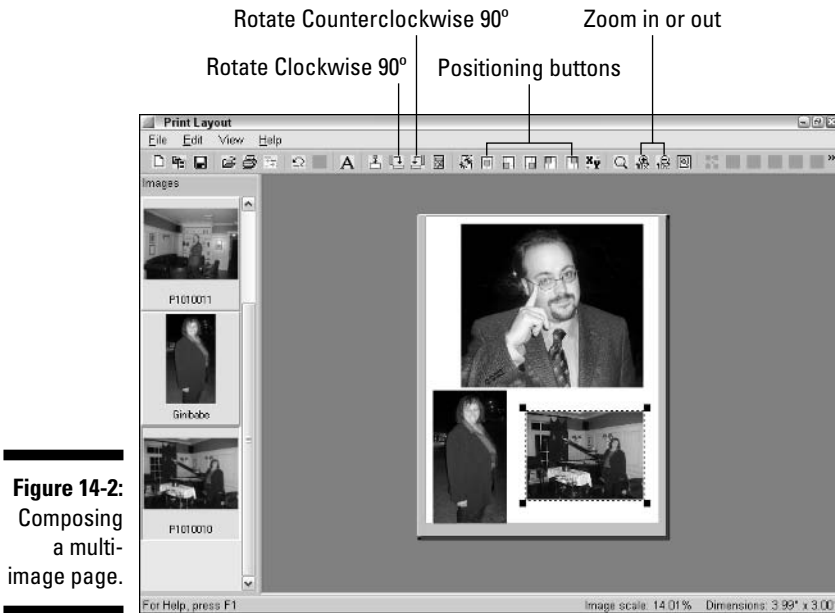 Rotate Counterclockwise 90º
Zoom in or out
Rotate Clockwise 90º
Positioning buttons
Print Layout
File Edit View Help
Images
P1010011
Ginibabe
P1010010
Figure 14-2:
Composing
a multi-
image page.
For Help, press F1
Image scale: 14.01% Dimensions: 3.99" x 3.00